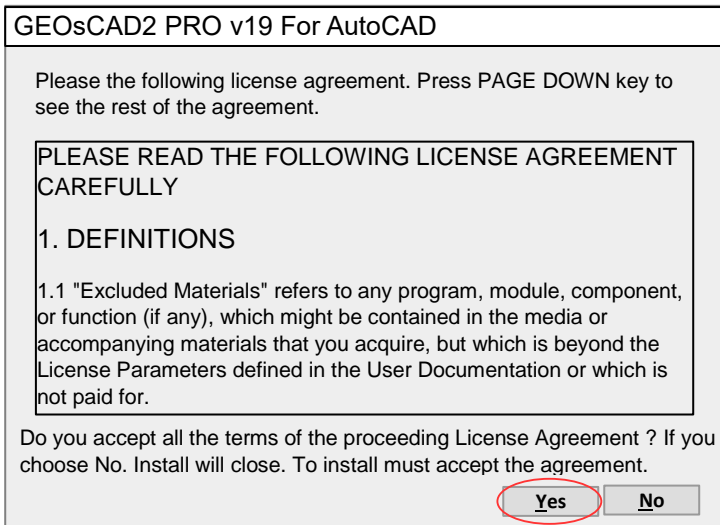 GEOsCAD2 PRO v19 For AutoCAD
Please the following license agreement. Press PAGE DOWN key to
see the rest of the agreement.
PLEASE READ THE FOLLOWING LICENSE AGREEMENT
CAREFULLY
1. DEFINITIONS
1.1 "Excluded Materials" refers to any program, module, component,
or function (if any), which might be contained in the media or
accompanying materials that you acquire, but which is beyond the
License Parameters defined in the User Documentation or which is
not paid for.
Do you accept all the terms of the proceeding License Agreement ? If you
choose No. Install will close. To install must accept the agreement.
Yes No